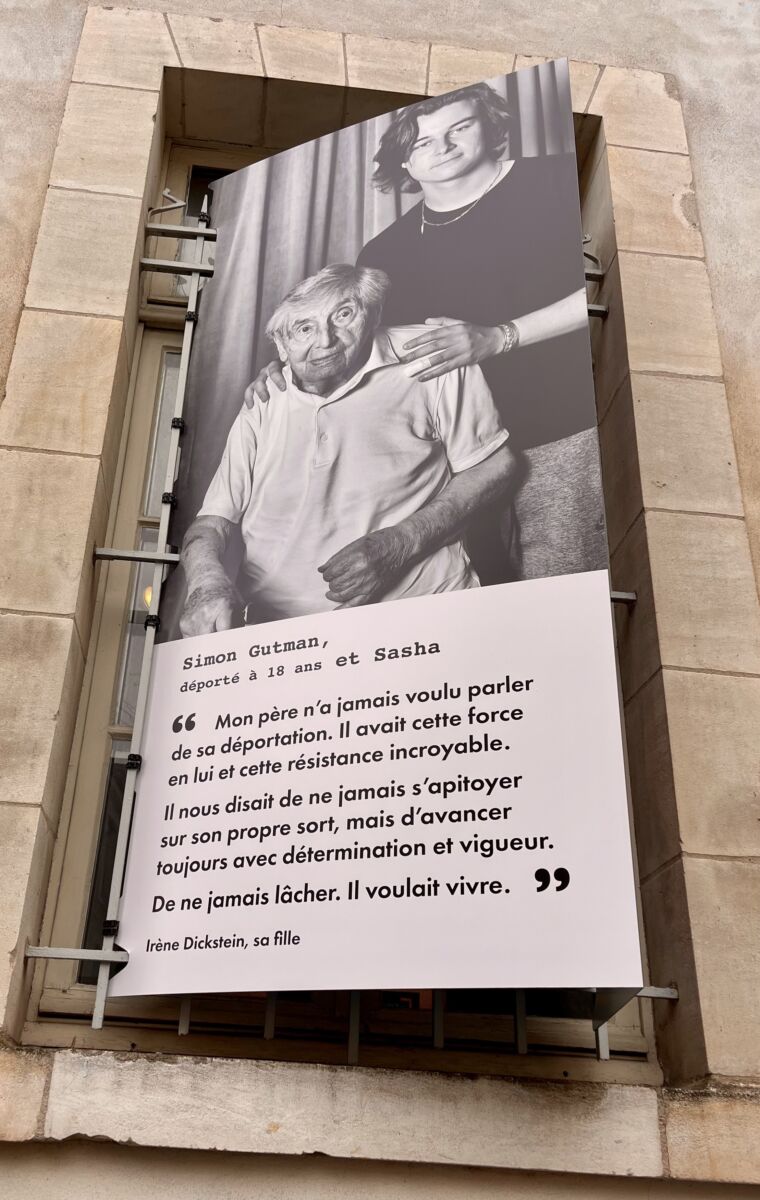 Simon Gutman,
déporté à 18 ans et Sasha
“ Mon père n’a jamais voulu parler
de sa déportation. Il avait cette force
en lui et cette résistance incroyable.
Il nous disait de ne jamais s’apitoyer
sur son propre sort, mais d’avancer
toujours avec détermination et vigueur.
De ne jamais lâcher. Il voulait vivre. ”
Irène Dickstein, sa fille